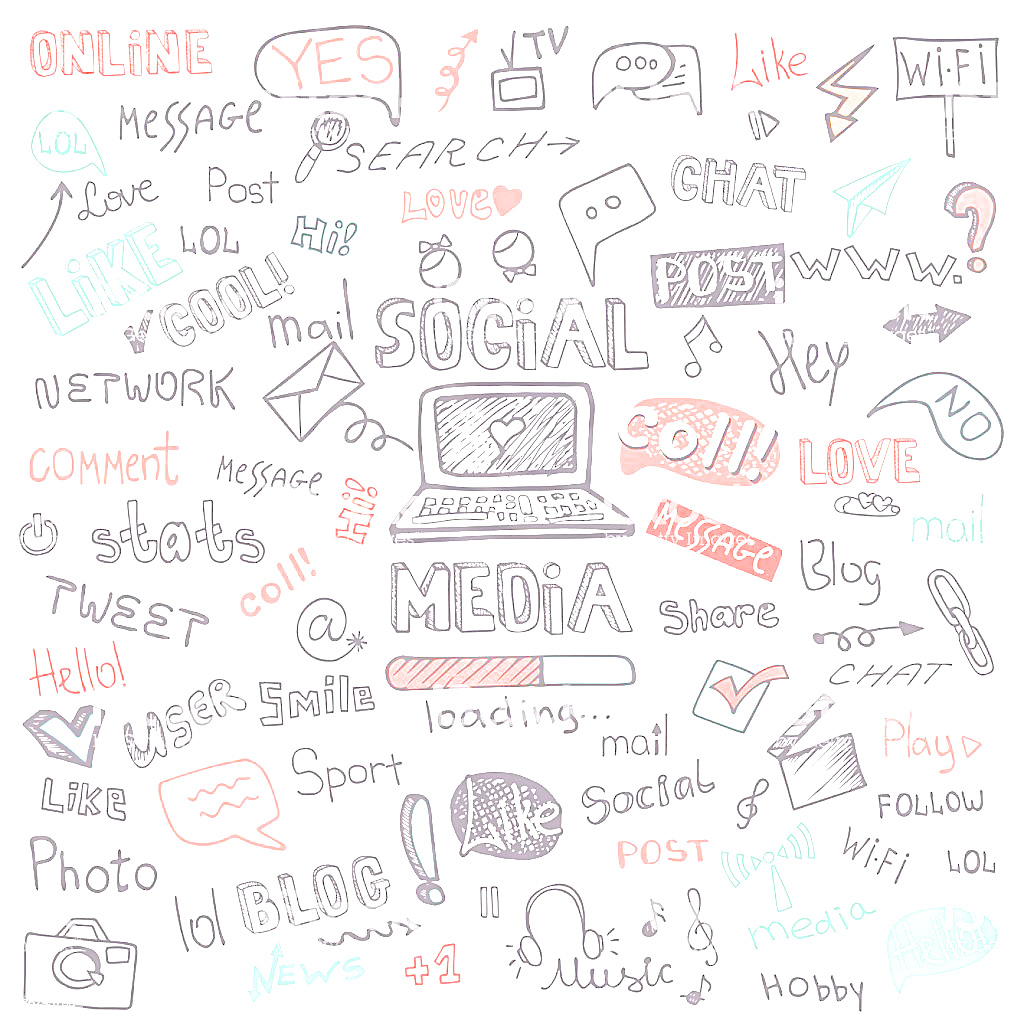 ONLINE
YES
TV
Like
Wi-Fi
MESSAGE
LOL
SEARCH
CHAT
Love
Post
LOVE
?
LiKE
LOL
Hi!
POST
WWW.
COOL!
mail
SOCiAL
Hey
NETWORK
NO
coll!
COMMENT
MESSAGE
LOVE
Hi!
stats
mail
MESSAGE
Blog
coll!
TWEET
MEDiA
Share
@*
CHAT
Hello!
USER
SMiLE
loading...
mail
Play
Sport
Like
Like
Social
FOLLOW
!
Photo
POST
Wi-Fi
LOL
lol
BLOG
media
News
+1
Music
Hobby